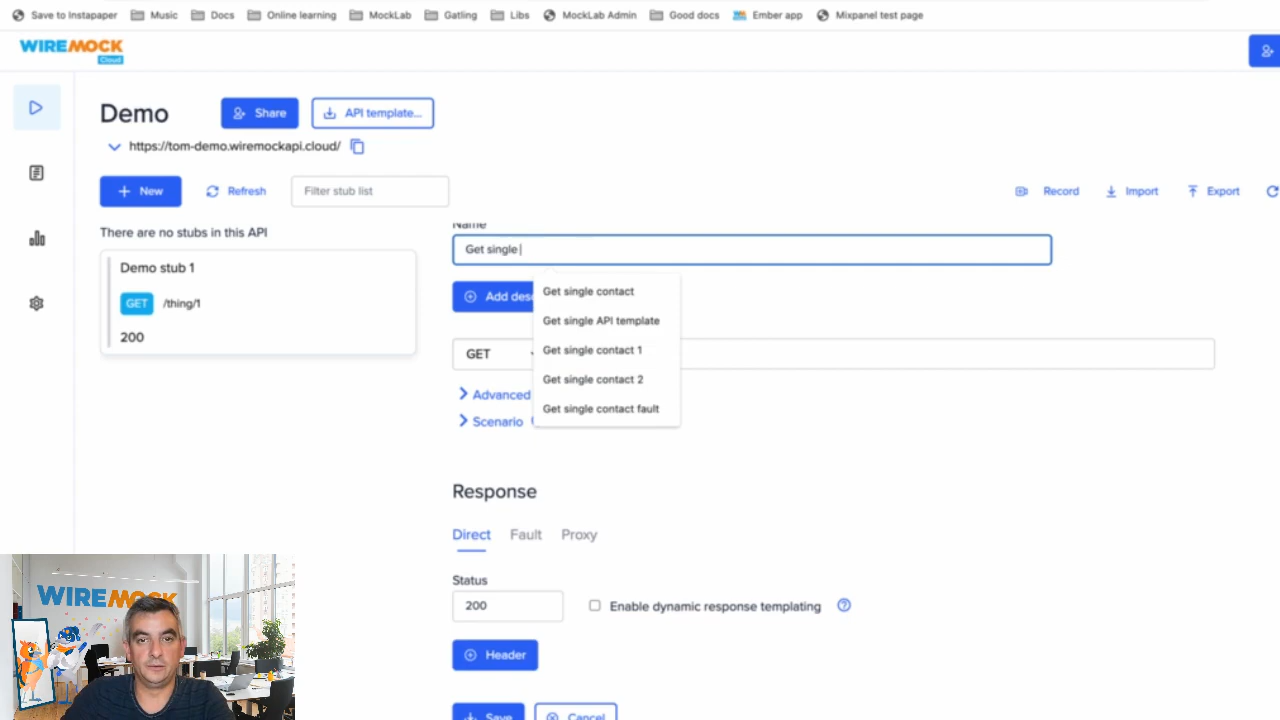 Save to Instapaper Music Docs Online learning MockLab Gatling Libs MockLab Admin Good docs Ember app Mixpanel test page
WIREMOCK
Cloud
Demo Share API template...
https://tom-demo.wiremockapi.cloud/
New Refresh Filter stub list Record Import Export
There are no stubs in this API
Demo stub 1
GET /thing/1
200
Name
Get single
Add desc
Get single contact
Get single API template
Get single contact 1
Get single contact 2
Get single contact fault
GET
Advanced
Scenario
Response
Direct Fault Proxy
Status
200 Enable dynamic response templating
Header
Save Cancel
WIREMOCK